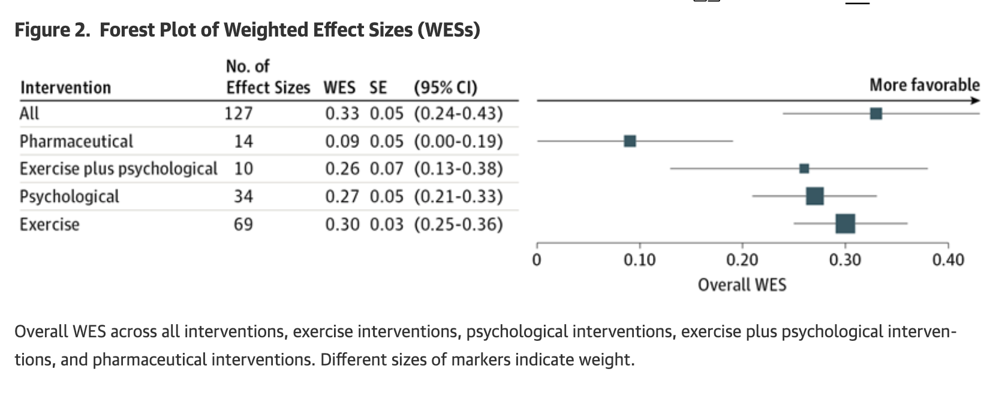 Figure 2. Forest Plot of Weighted Effect Sizes (WESs)
No. of
Intervention Effect Sizes WES SE (95% CI) More favorable
All 127 0.33 0.05 (0.24-0.43)
Pharmaceutical 14 0.09 0.05 (0.00-0.19)
Exercise plus psychological 10 0.26 0.07 (0.13-0.38)
Psychological 34 0.27 0.05 (0.21-0.33)
Exercise 69 0.30 0.03 (0.25-0.36)
0 0.10 0.20 0.30 0.40
Overall WES
Overall WES across all interventions, exercise interventions, psychological interventions, exercise plus psychological interven-
tions, and pharmaceutical interventions. Different sizes of markers indicate weight.